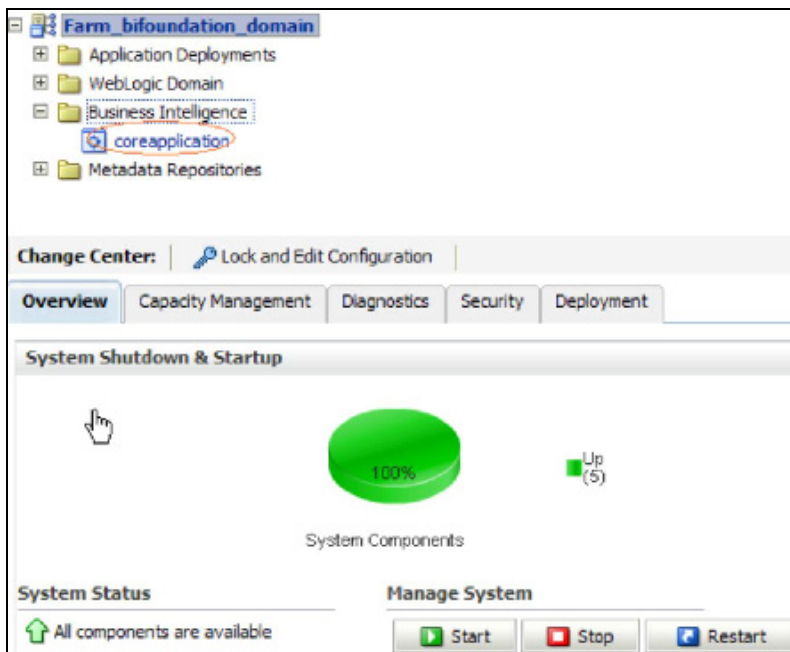 Farm_bifoundation_domain
Application Deployments
WebLogic Domain
Business Intelligence
coreapplication
Metadata Repositories
Change Center: Lock and Edit Configuration
Overview Capacity Management Diagnostics Security Deployment
System Shutdown & Startup
100%
Up
(5)
System Components
System Status Manage System
All components are available Start Stop Restart